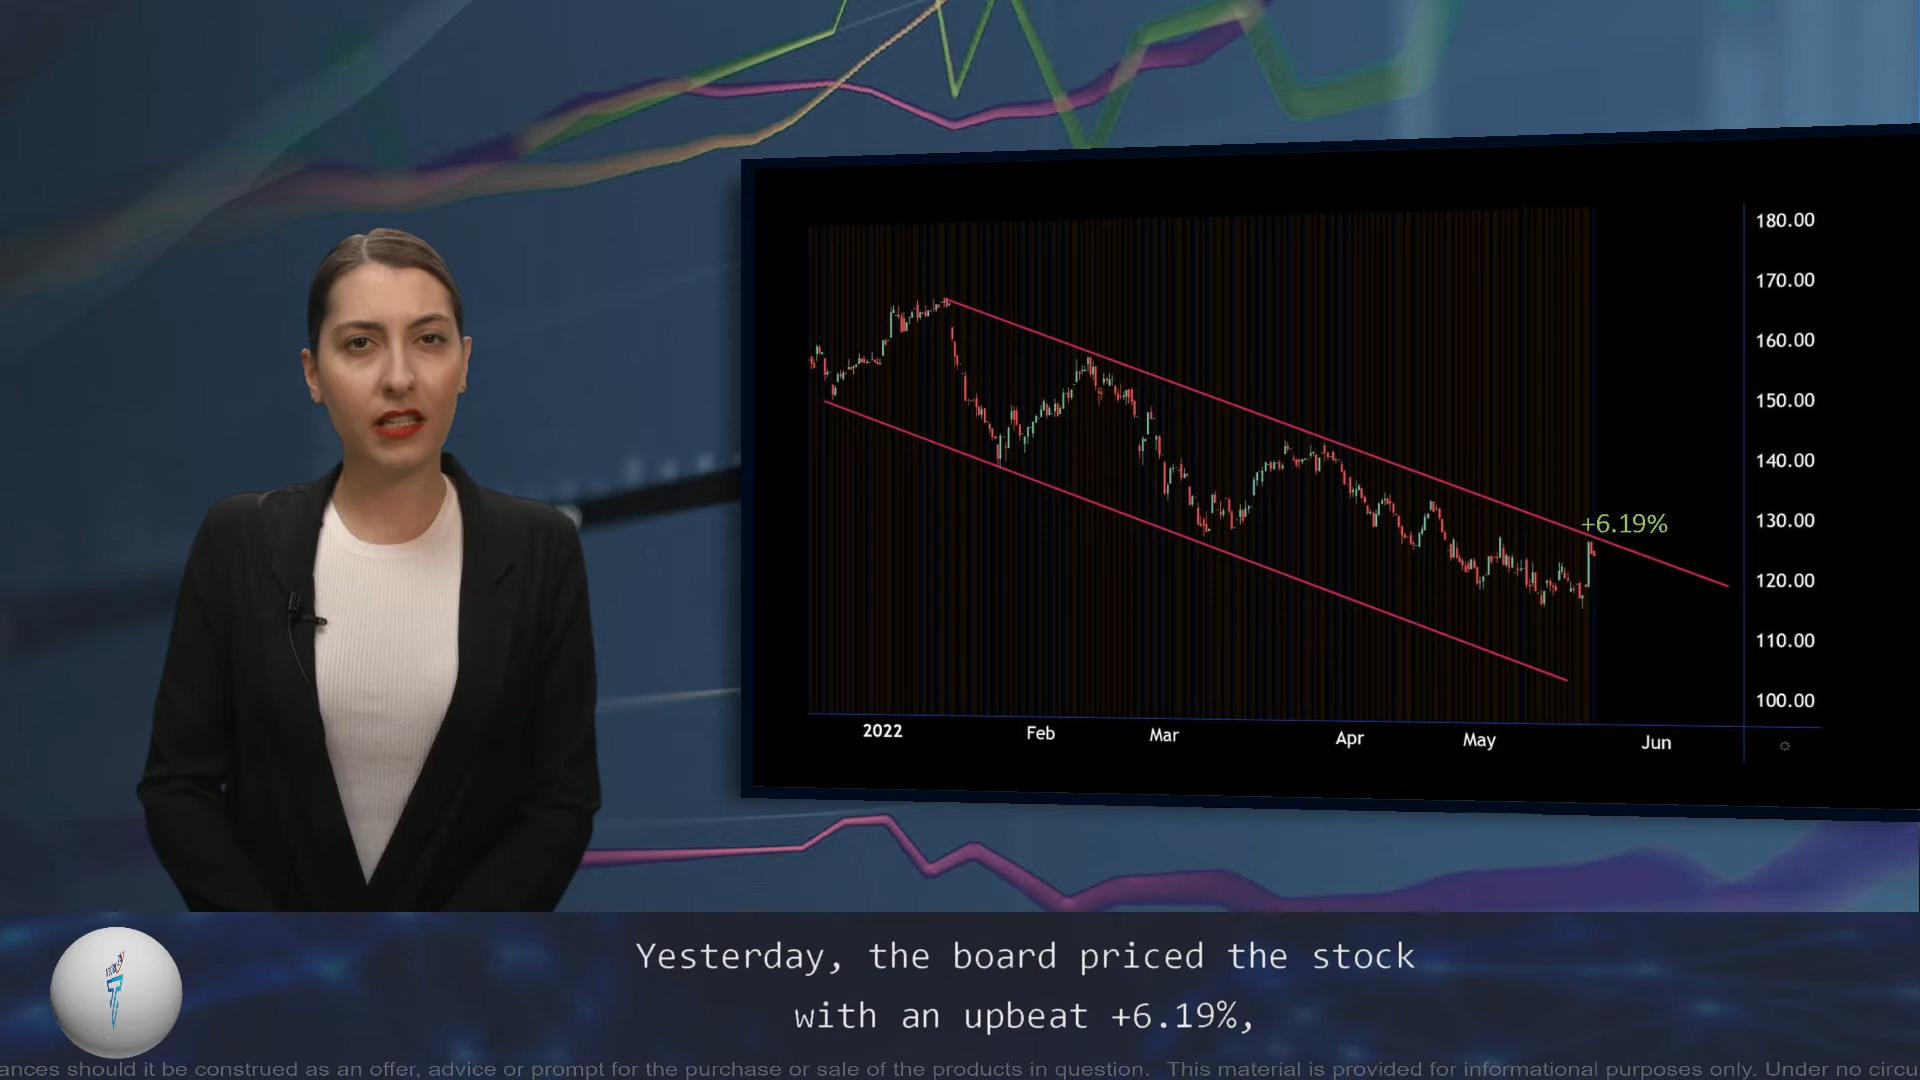 180.00
170.00
160.00
150.00
140.00
+6.19%
130.00
120.00
110.00
100.00
2022 Feb Mar Apr May Jun
Yesterday, the board priced the stock
with an upbeat +6.19%,
ances should it be construed as an offer, advice or prompt for the purchase or sale of the products in question. This material is provided for informational purposes only. Under no circu